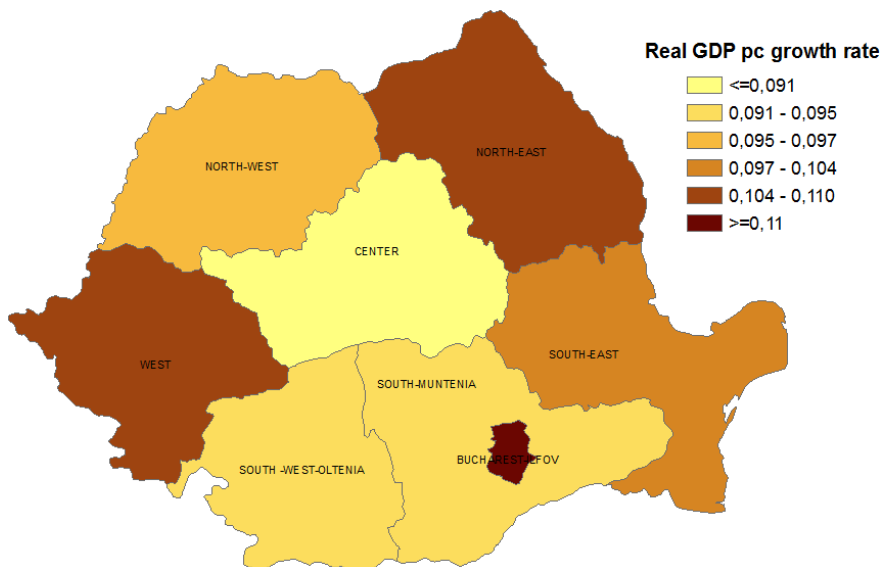 Real GDP pc growth rate
<=0,091
0,091 - 0,095
0,095 - 0,097
0,097 - 0,104
0,104 - 0,110
>=0,11
NORTH-WEST
NORTH-EAST
CENTER
WEST
SOUTH-EAST
SOUTH-MUNTENIA
BUCHAREST-ILFOV
SOUTH -WEST-OLTENIA